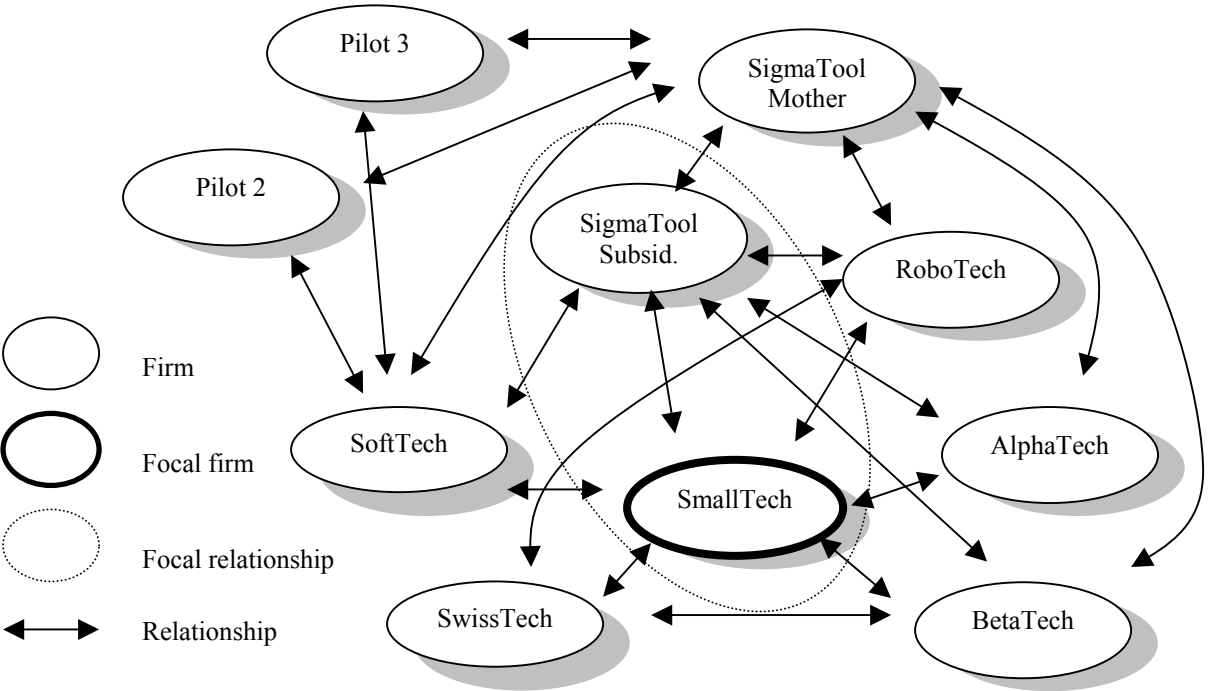 Pilot 3
SigmaTool
Mother
Pilot 2
SigmaTool
Subsid.
RoboTech
Firm
SoftTech
AlphaTech
Focal firm
SmallTech
Focal relationship
SwissTech
BetaTech
Relationship